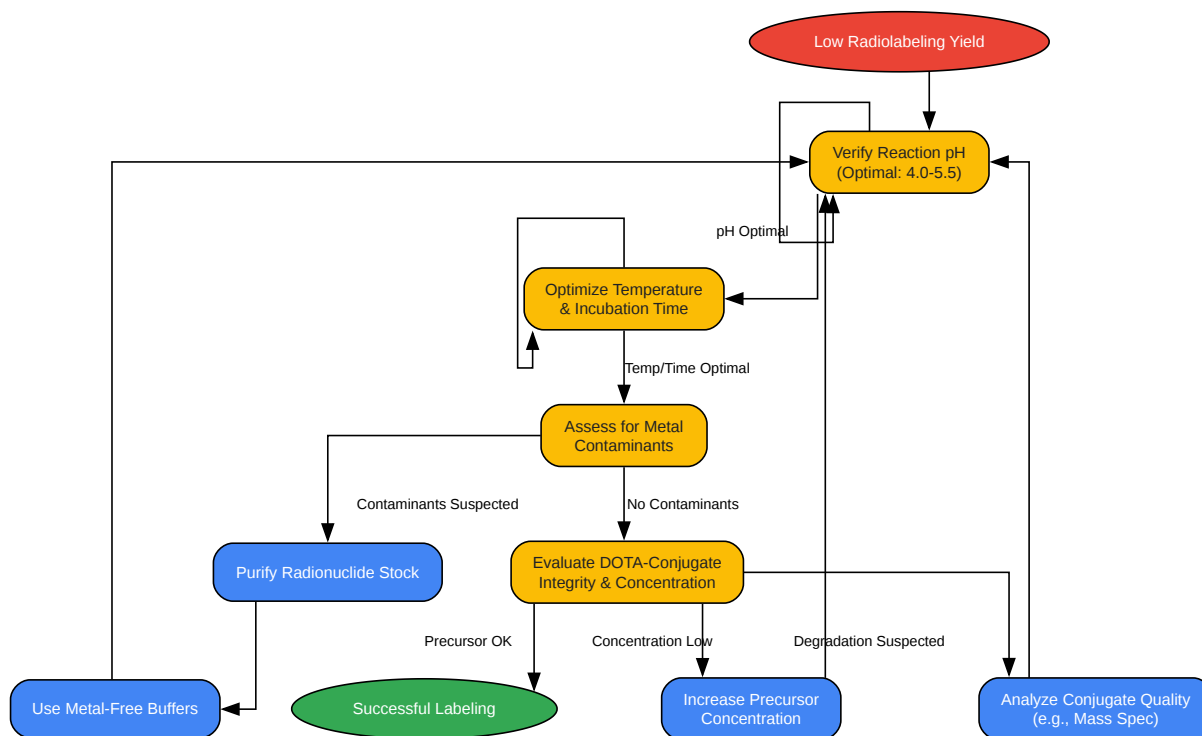 Low Radiolabeling Yield
Verify Reaction pH
(Optimal: 4.0-5.5)
pH Optimal
Optimize Temperature
& Incubation Time
Temp/Time Optimal
Assess for Metal
Contaminants
Contaminants Suspected
No Contaminants
Purify Radionuclide Stock
Evaluate DOTA-Conjugate
Integrity & Concentration
Precursor OK
Concentration Low
Degradation Suspected
Use Metal-Free Buffers
Successful Labeling
Increase Precursor
Concentration
Analyze Conjugate Quality
(e.g., Mass Spec)